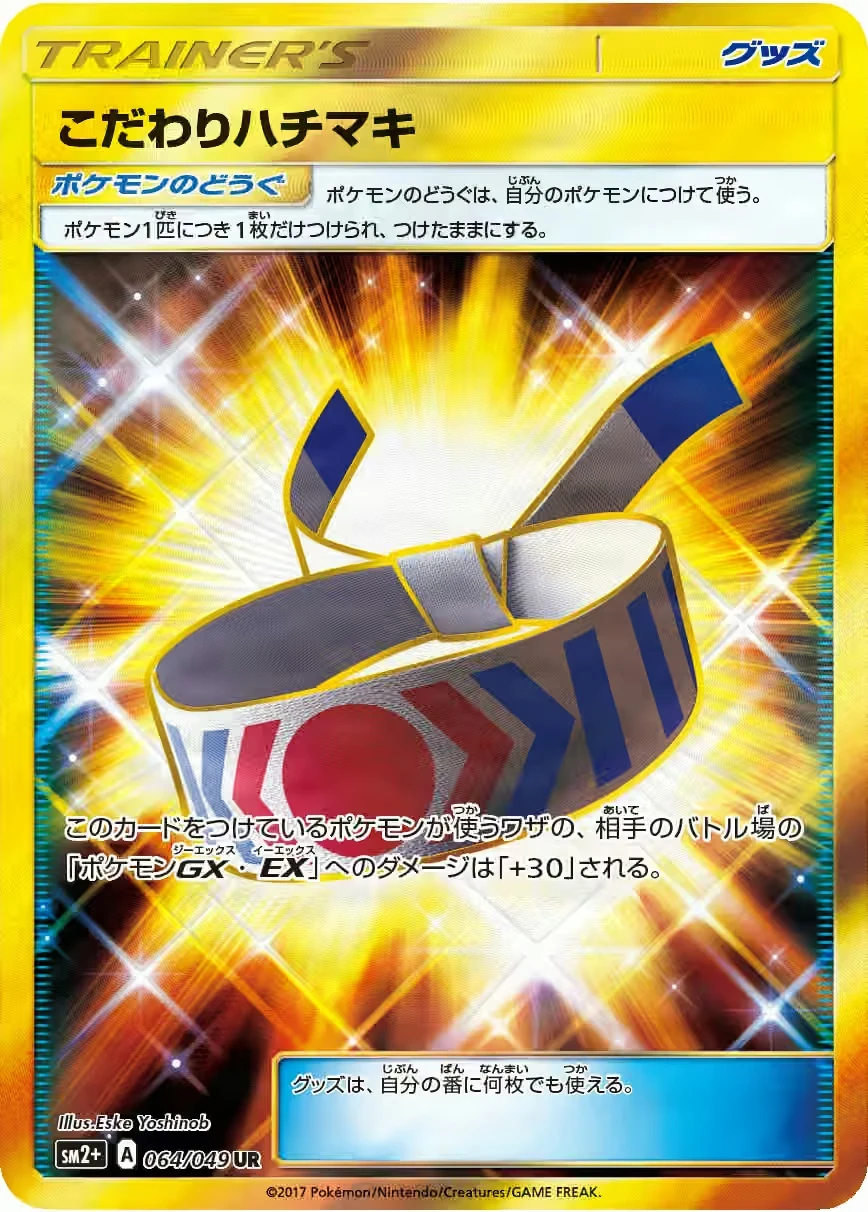 TRAINER'S
グッズ
こだわりハチマキ
ポケモンのどうぐ
ポケモンのどうぐは、自分のポケモンにつけて使う。
ポケモン1匹につき1枚だけつけられ、つけたままにする。
このカードをつけているポケモンが使うワザの、相手のバトル場の
「ポケモンGX・EX」へのダメージは「+30」される。
グッズは、自分の番に何枚でも使える。
Illus.Eske Yoshinob
SM2+ A 064/049 UR
©2017 Pokémon/Nintendo/Creatures/GAME FREAK.